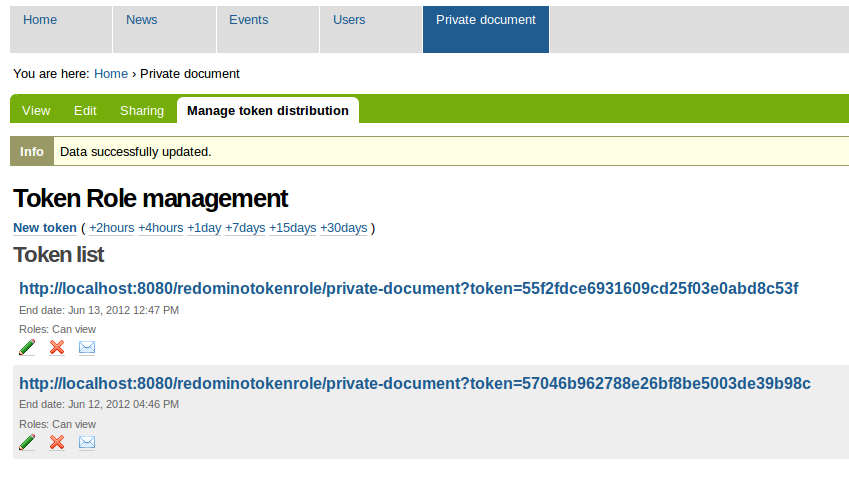 Home News Events Users Private document
You are here: Home › Private document
View Edit Sharing Manage token distribution
Info Data successfully updated.
Token Role management
New token ( +2hours +4hours +1day +7days +15days +30days )
Token list
http://localhost:8080/redominotokenrole/private-document?token=55f2fdce6931609cd25f03e0abd8c53f
End date: Jun 13, 2012 12:47 PM
Roles: Can view
http://localhost:8080/redominotokenrole/private-document?token=57046b962788e26bf8be5003de39b98c
End date: Jun 12, 2012 04:46 PM
Roles: Can view